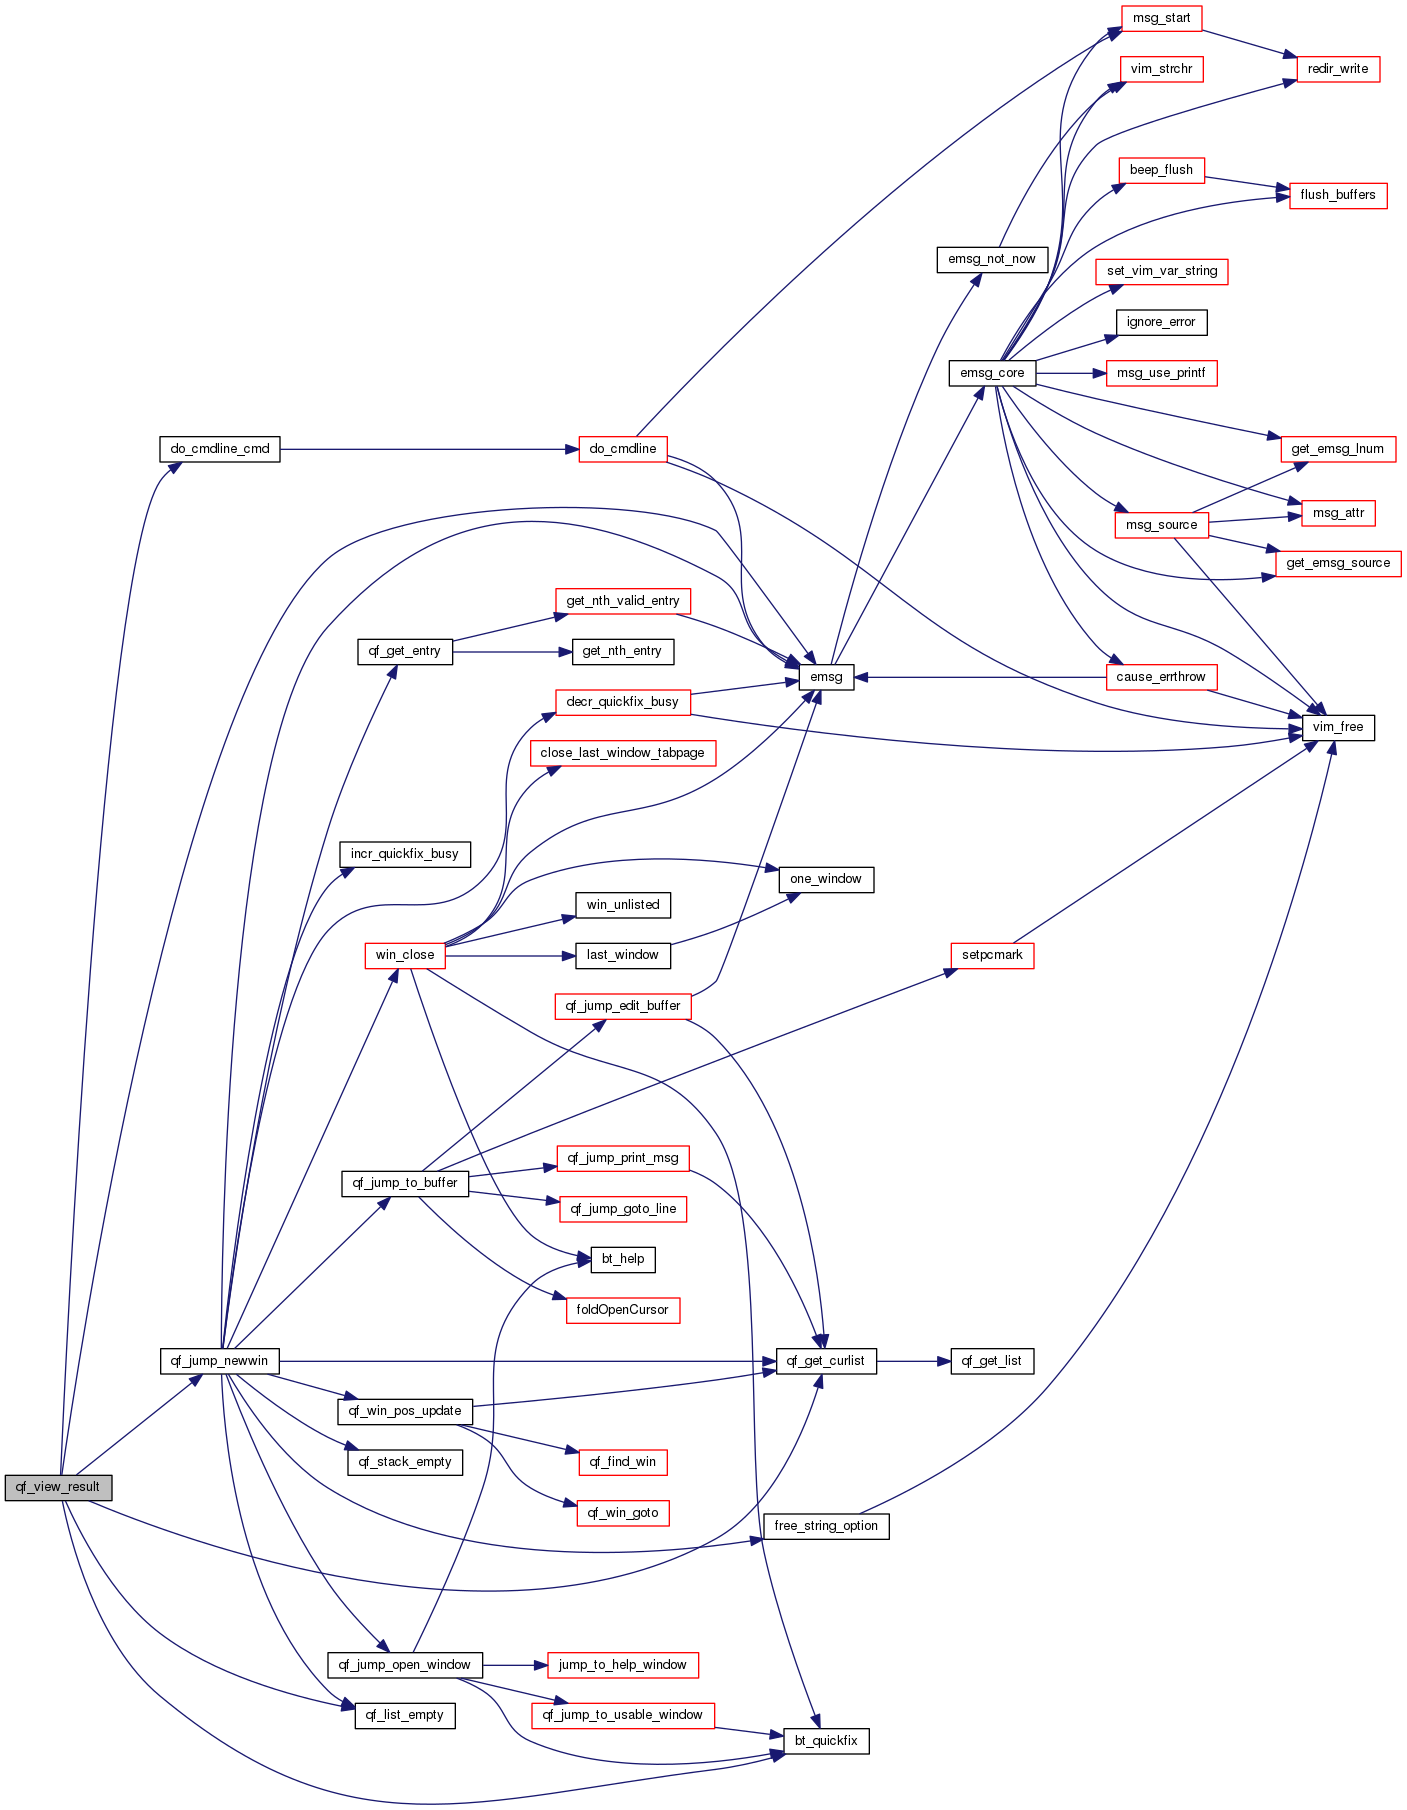 msg_start
vim_strchr
redir_write
beep_flush
flush_buffers
emsg_not_now
set_vim_var_string
ignore_error
emsg_core
msg_use_printf
do_cmdline_cmd
do_cmdline
get_emsg_lnum
msg_attr
msg_source
get_emsg_source
get_nth_valid_entry
qf_get_entry
get_nth_entry
emsg
cause_errthrow
decr_quickfix_busy
vim_free
close_last_window_tabpage
incr_quickfix_busy
one_window
win_unlisted
win_close
last_window
setpcmark
qf_jump_edit_buffer
qf_jump_print_msg
qf_jump_to_buffer
qf_jump_goto_line
bt_help
foldOpenCursor
qf_jump_newwin
qf_get_curlist
qf_get_list
qf_win_pos_update
qf_stack_empty
qf_find_win
qf_view_result
qf_win_goto
free_string_option
qf_jump_open_window
jump_to_help_window
qf_list_empty
qf_jump_to_usable_window
bt_quickfix